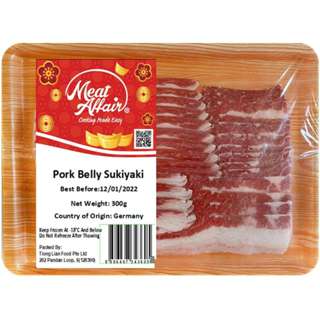 Meat
Affair
Cooking Made Easy
Pork Belly Sukiyaki
Best Before:12/01/2022
Net Weight: 300g
Country of Origin: Germany
Keep Frozen At -18°C And Below
Do Not Refreeze After Thawing
Packed By:
Tiong Lian Food Pte Ltd